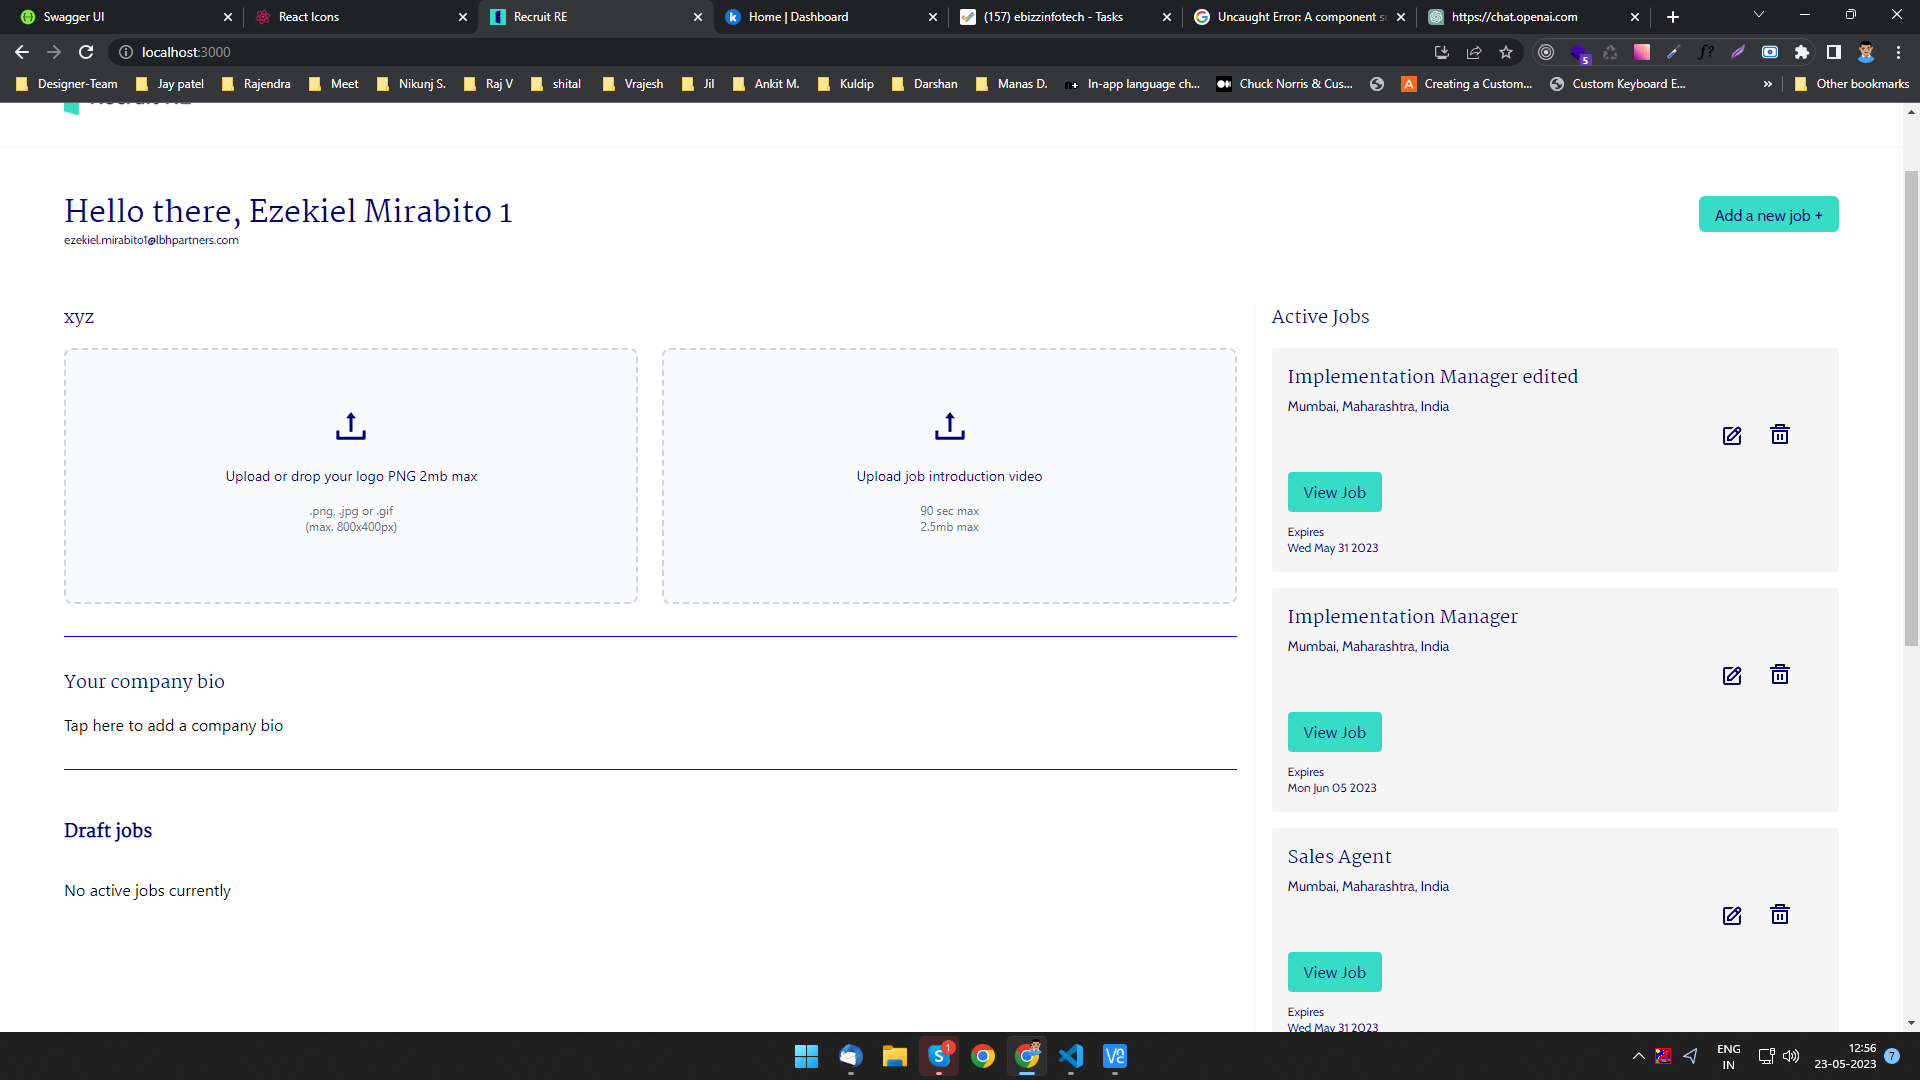 Swagger UI
React Icons
Recruit RE
Home | Dashboard
(157) ebizzinfotech - Tasks
Uncaught Error: A component s
https://chat.openai.com
localhost:3000
5
f?
Designer-Team
Jay patel
Rajendra
Meet
Nikunj S.
Raj V
shital
Vrajesh
Jil
Ankit M.
Kuldip
Darshan
Manas D.
In-app language ch...
Chuck Norris & Cus...
Creating a Custom...
Custom Keyboard E...
»
Other bookmarks
Recruit RE
Hello there, Ezekiel Mirabito 1
ezekiel.mirabito1@lbhpartners.com
Add a new job +
xyz
Upload or drop your logo PNG 2mb max
.png, .jpg or .gif
(max. 800x400px)
Upload job introduction video
90 sec max
2.5mb max
Your company bio
Tap here to add a company bio
Draft jobs
No active jobs currently
Active Jobs
Implementation Manager edited
Mumbai, Maharashtra, India
View Job
Expires
Wed May 31 2023
Implementation Manager
Mumbai, Maharashtra, India
View Job
Expires
Mon Jun 05 2023
Sales Agent
Mumbai, Maharashtra, India
View Job
Expires
Wed May 31 2023
1
ENG
IN
12:56
23-05-2023
7